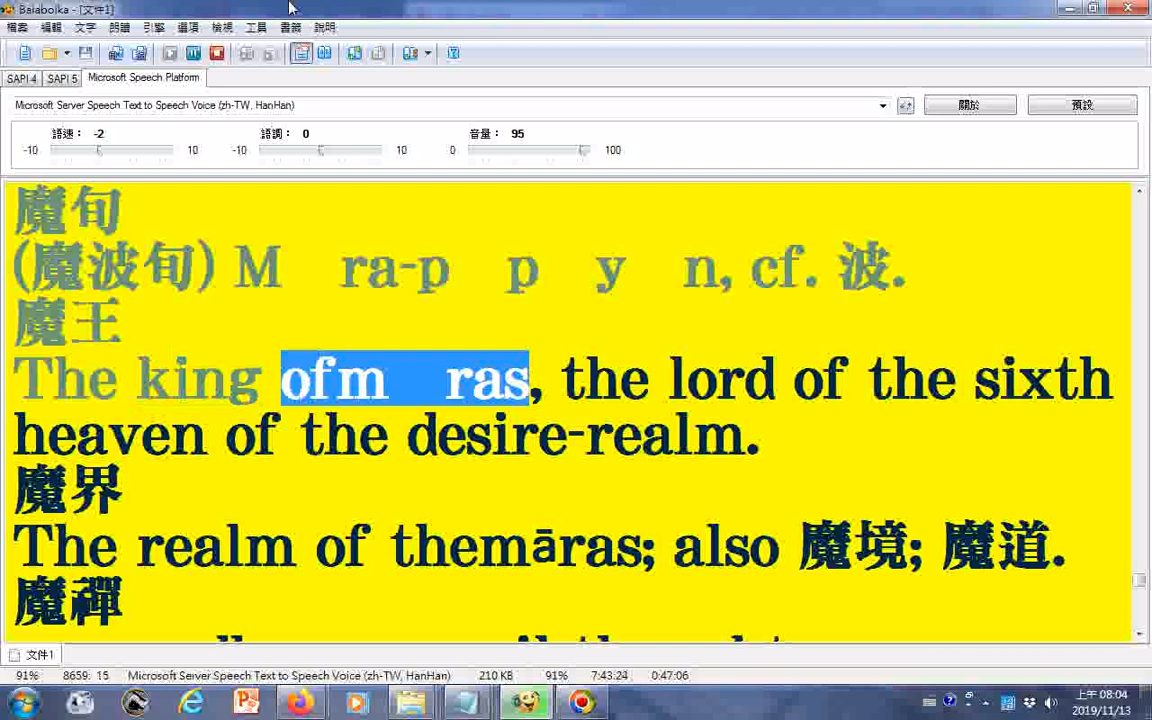 Balabolka - [文件1]
檔案 編輯 文字 朗讀 引擎 選項 檢視 工具 書籤 說明
SAPI 4 SAPI 5 Microsoft Speech Platform
Microsoft Server Speech Text to Speech Voice (zh-TW, HanHan) 關於 預設
語速: -2 語調: 0 音量: 95
-10 10 -10 10 0 100
魔旬
(魔波旬) M ra-p p y n, cf. 波.
魔王
The king ofm ras, the lord of the sixth
heaven of the desire-realm.
魔界
The realm of themāras; also 魔境; 魔道.
魔禪
文件1
91% 8659: 15 Microsoft Server Speech Text to Speech Voice (zh-TW, HanHan) 210 KB 91% 7:43:24 0:47:06
上午 08:04
2019/11/13